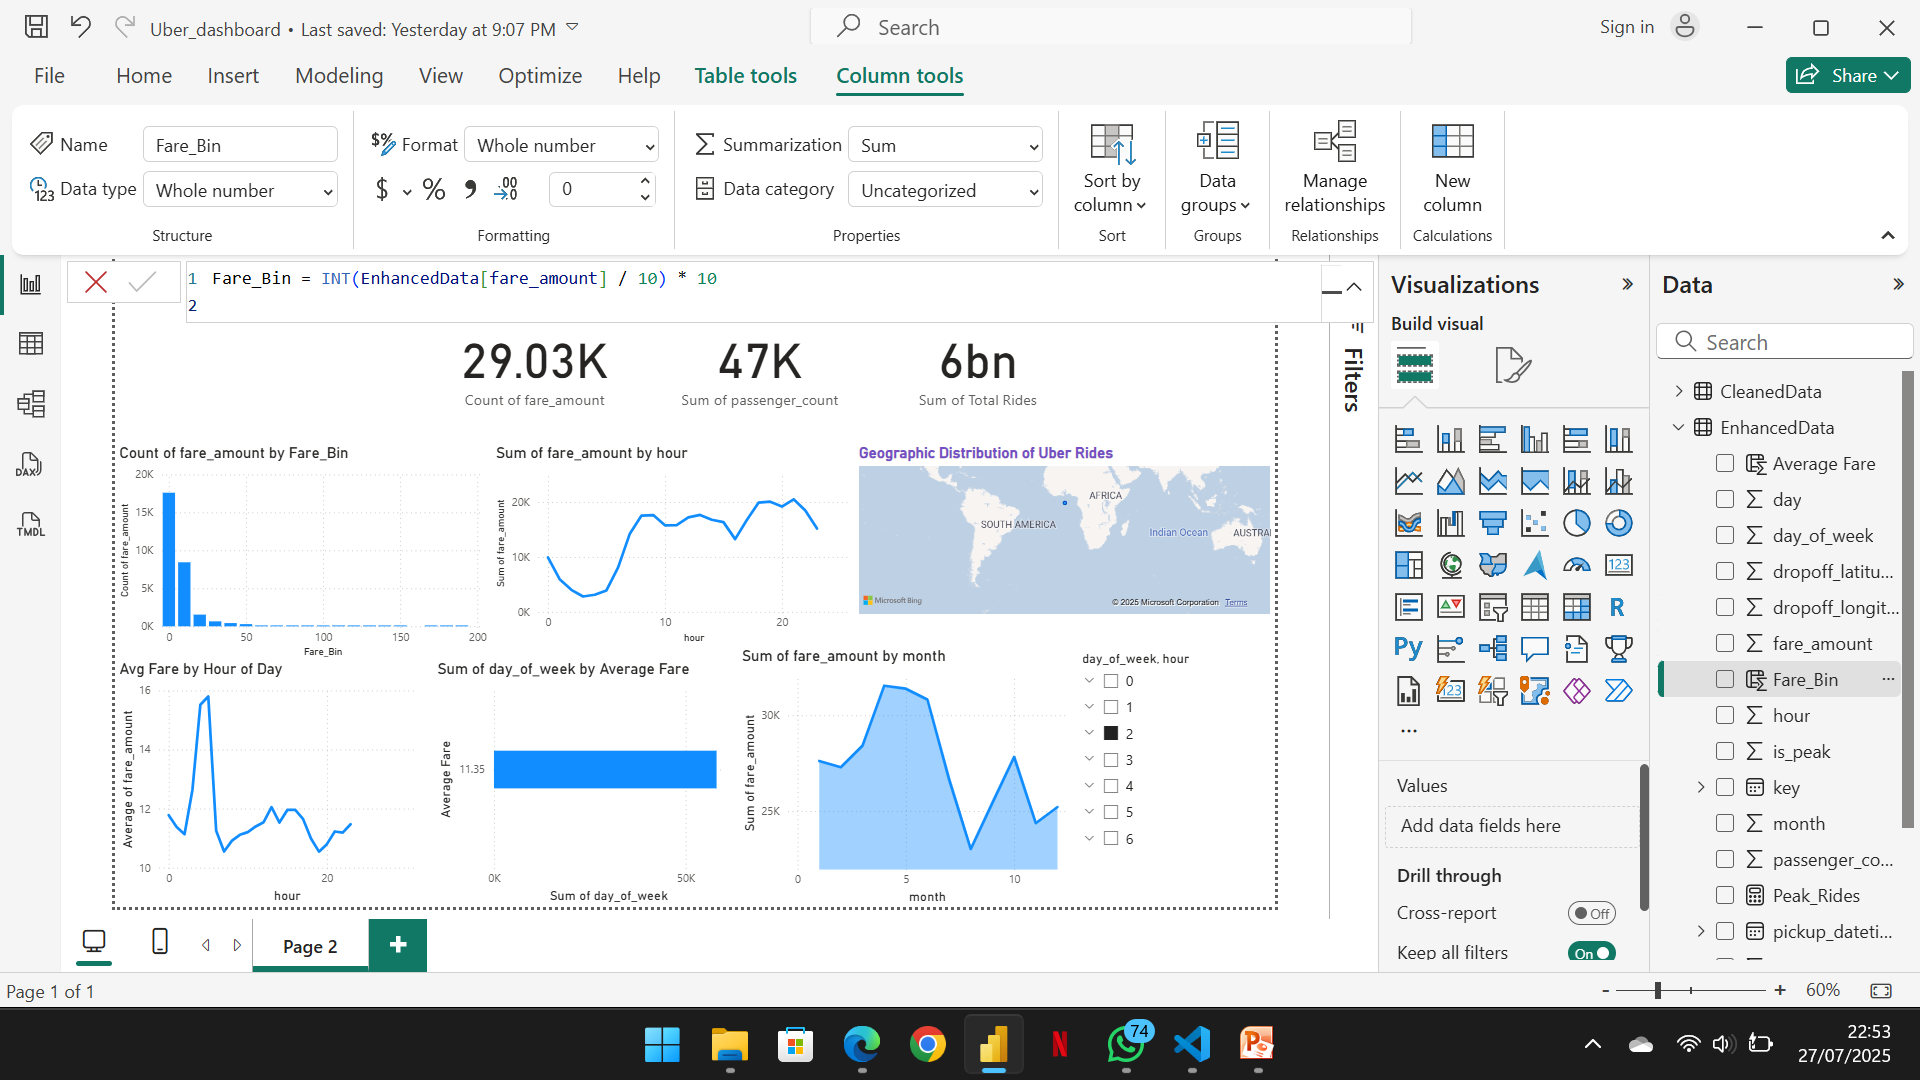 Uber_dashboard • Last saved: Yesterday at 9:07 PM
Search
Sign in
File Home Insert Modeling View Optimize Help Table tools Column tools
Share
Name Fare_Bin
Data type Whole number
Structure
Format Whole number
$ % 0
Formatting
Summarization Sum
Data category Uncategorized
Properties
Sort by column
Sort
Data groups
Groups
Manage relationships
Relationships
New column
Calculations
1 Fare_Bin = INT(EnhancedData[fare_amount] / 10) * 10
2
29.03K
Count of fare_amount
47K
Sum of passenger_count
6bn
Sum of Total Rides
Count of fare_amount by Fare_Bin
Count of fare_amount
20K
15K
10K
5K
0K
0 50 100 150 200
Fare_Bin
Sum of fare_amount by hour
Sum of fare_amount
20K
10K
0K
0 10 20
hour
Geographic Distribution of Uber Rides
AFRICA
SOUTH AMERICA
Indian Ocean
AUSTRA
Microsoft Bing
© 2025 Microsoft Corporation Terms
Avg Fare by Hour of Day
Average of fare_amount
16
14
12
10
0 20
hour
Sum of day_of_week by Average Fare
Average Fare
11.35
0K 50K
Sum of day_of_week
Sum of fare_amount by month
Sum of fare_amount
30K
25K
0 5 10
month
day_of_week, hour
0
1
2
3
4
5
6
Filters
Visualizations
Build visual
123
R
Py
123
...
Values
Add data fields here
Drill through
Cross-report Off
Keep all filters On
Data
Search
CleanedData
EnhancedData
Average Fare
day
day_of_week
dropoff_latitu...
dropoff_longit...
fare_amount
Fare_Bin ...
hour
is_peak
key
month
passenger_co...
Peak_Rides
pickup_dateti...
DAX
TMDL
Page 2
+
Page 1 of 1
- + 60%
74
22:53
27/07/2025